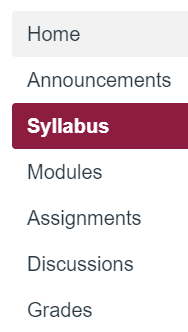 Home
Announcements
Syllabus
Modules
Assignments
Discussions
Grades